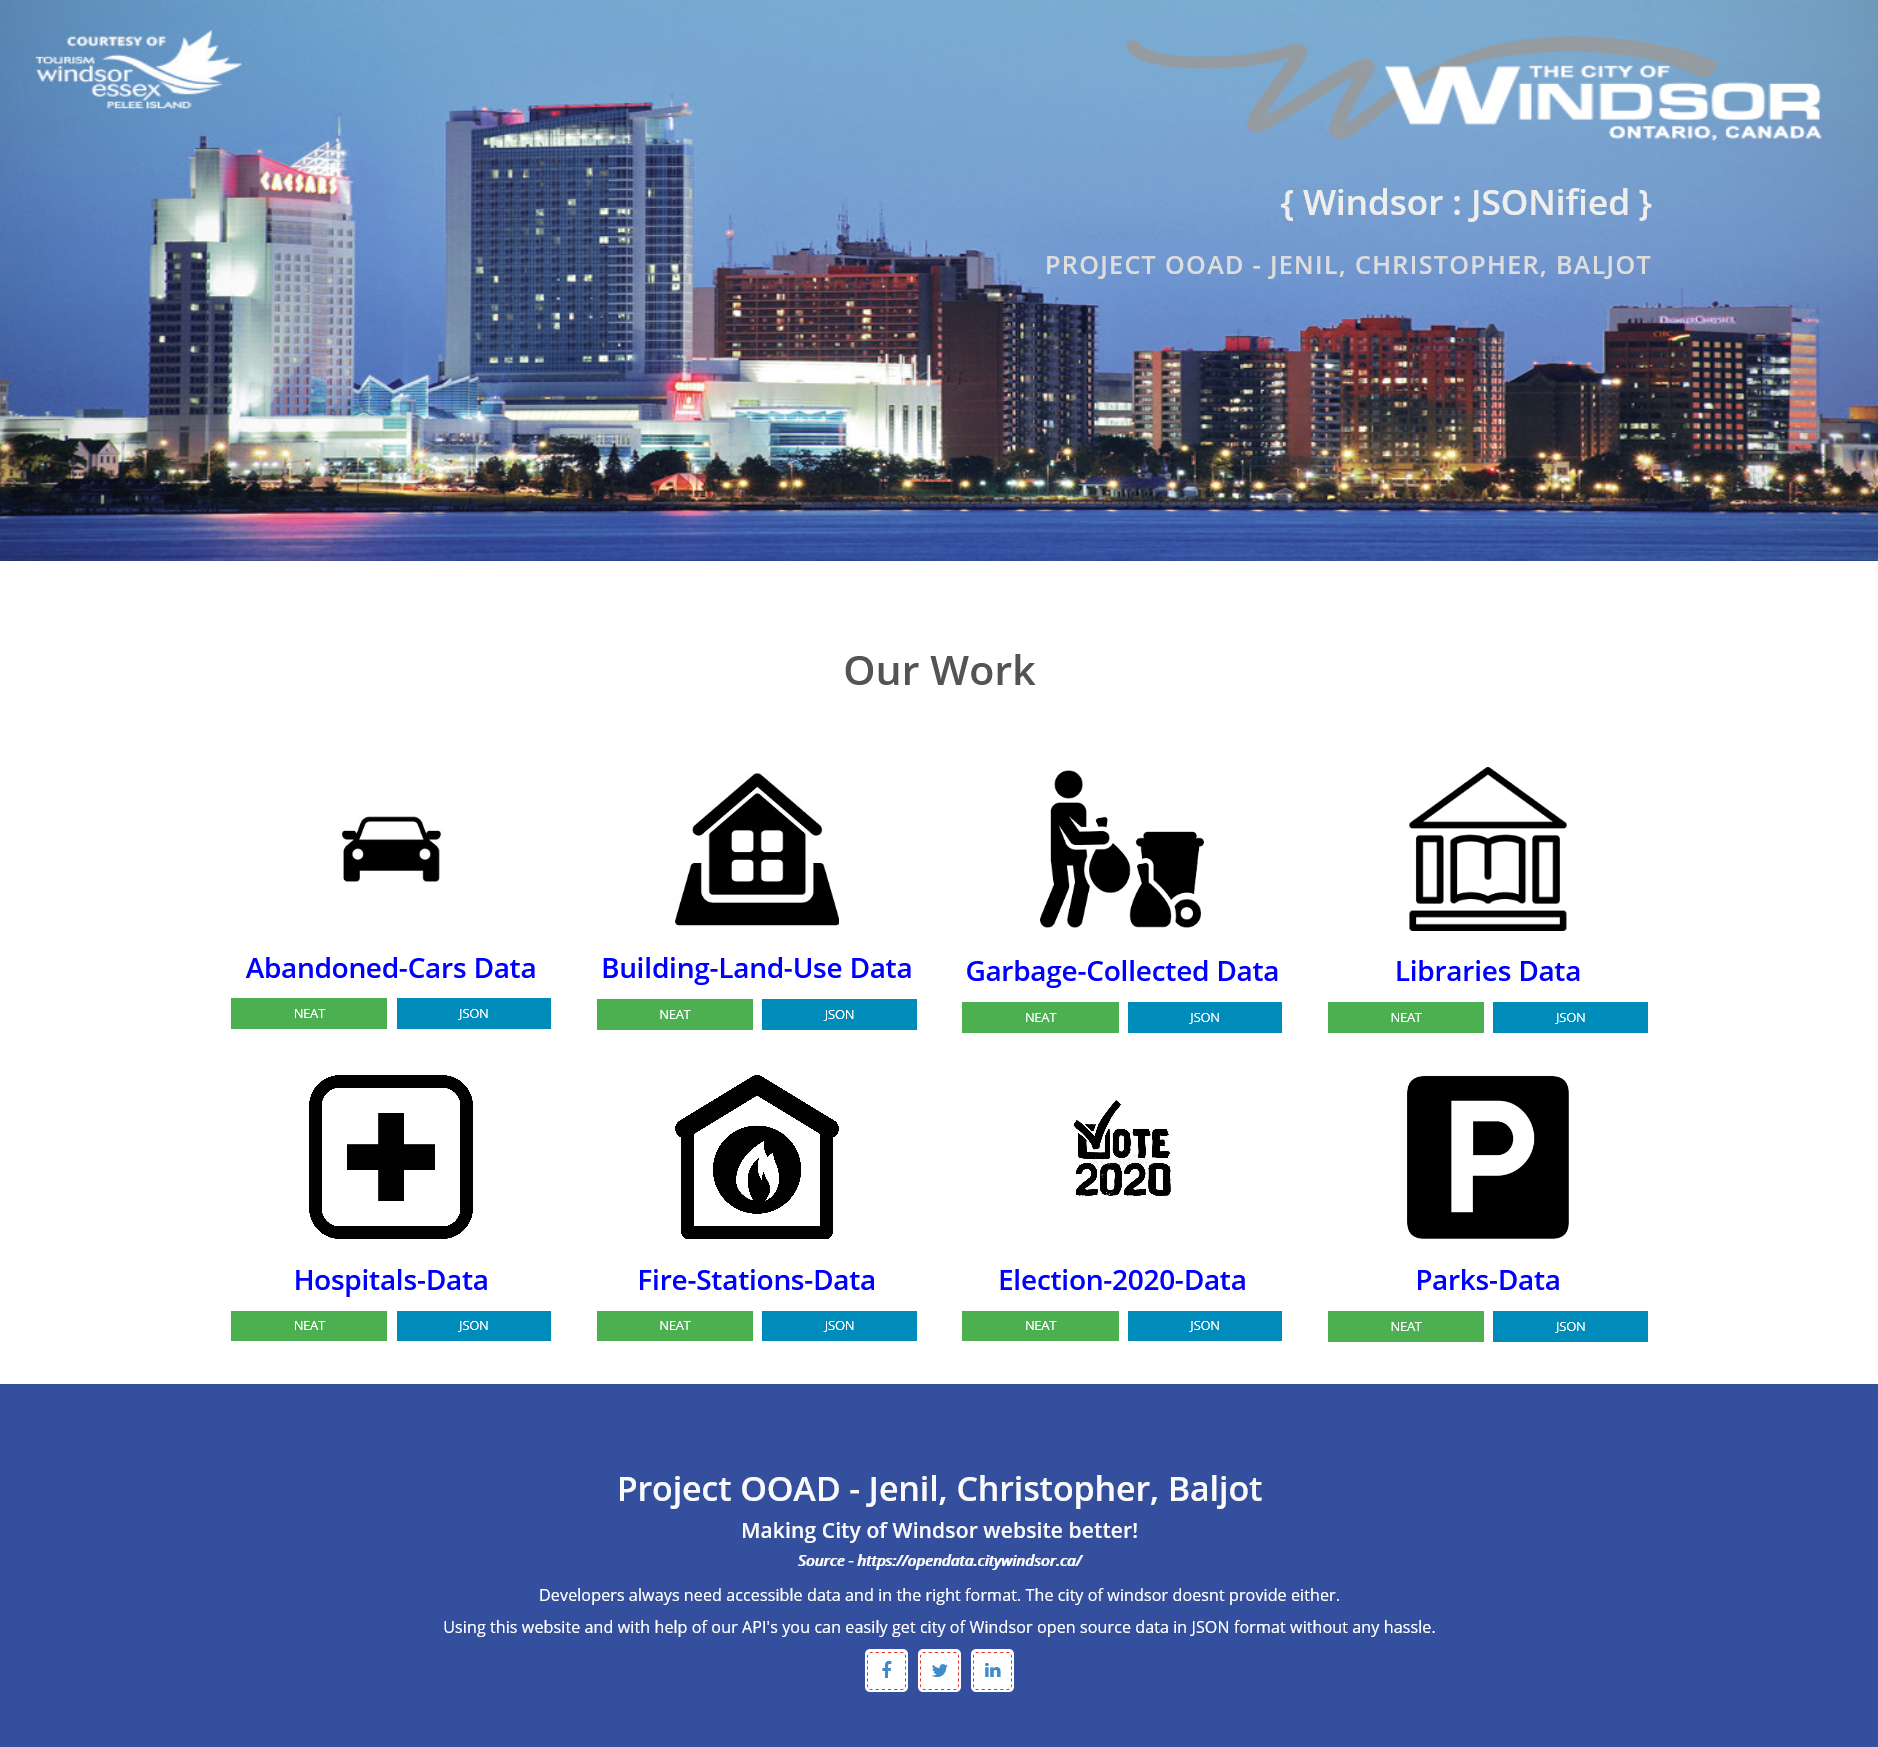 COURTESY OF
TOURISM
windsor
essex
PELEE ISLAND
THE CITY OF
WINDSOR
ONTARIO, CANADA
CAESARS
{ Windsor : JSONified }
PROJECT OOAD - JENIL, CHRISTOPHER, BALJOT
DAIMLERCHRYSLER
CIBC
CAESARS
Our Work
Abandoned-Cars Data
NEAT JSON
Building-Land-Use Data
NEAT JSON
Garbage-Collected Data
NEAT JSON
Libraries Data
NEAT JSON
Hospitals-Data
NEAT JSON
Fire-Stations-Data
NEAT JSON
VOTE
2020
Election-2020-Data
NEAT JSON
P
Parks-Data
NEAT JSON
Project OOAD - Jenil, Christopher, Baljot
Making City of Windsor website better!
Source - https://opendata.citywindsor.ca/
Developers always need accessible data and in the right format. The city of windsor doesnt provide either.
Using this website and with help of our API's you can easily get city of Windsor open source data in JSON format without any hassle.